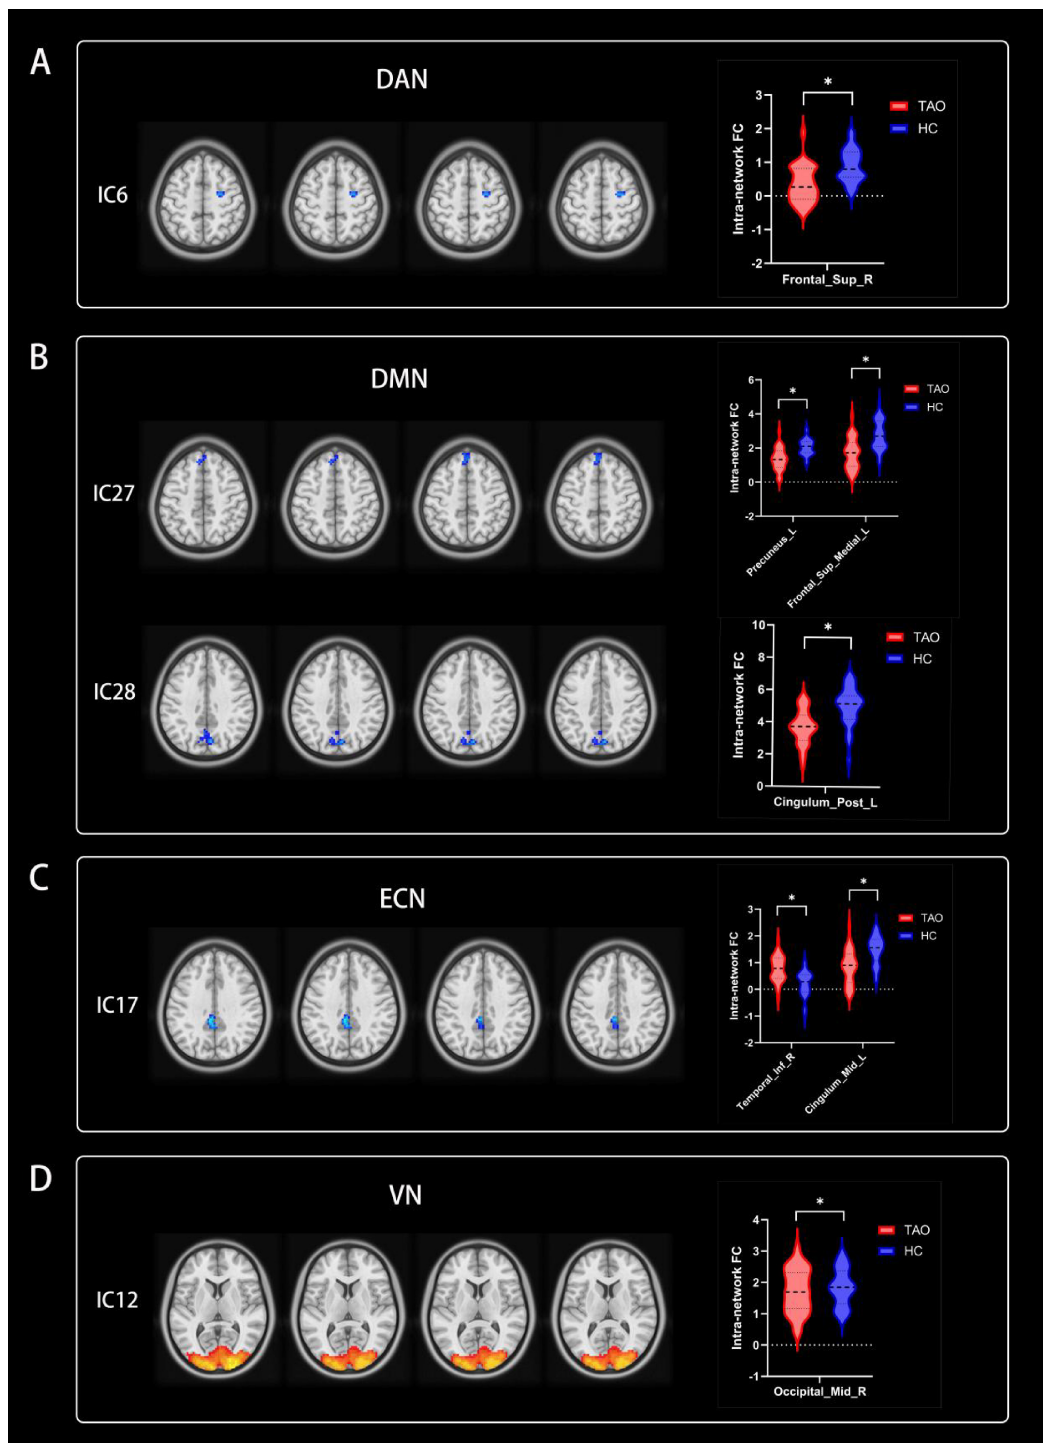 A
DAN
IC6
Intra-network FC
3
2
1
0
-1
-2
*
TAO
HC
Frontal_Sup_R
B
DMN
IC27
Intra-network FC
6
4
2
0
-2
*
*
TAO
HC
Precuneus_L
Frontal_Sup_Medial_L
IC28
Intra-network FC
10
8
6
4
2
0
*
TAO
HC
Cingulum_Post_L
C
ECN
IC17
Intra-network FC
3
2
1
0
-1
-2
*
*
TAO
HC
Temporal_Inf_R
Cingulum_Mid_L
D
VN
IC12
Intra-network FC
4
3
2
1
0
-1
*
TAO
HC
Occipital_Mid_R